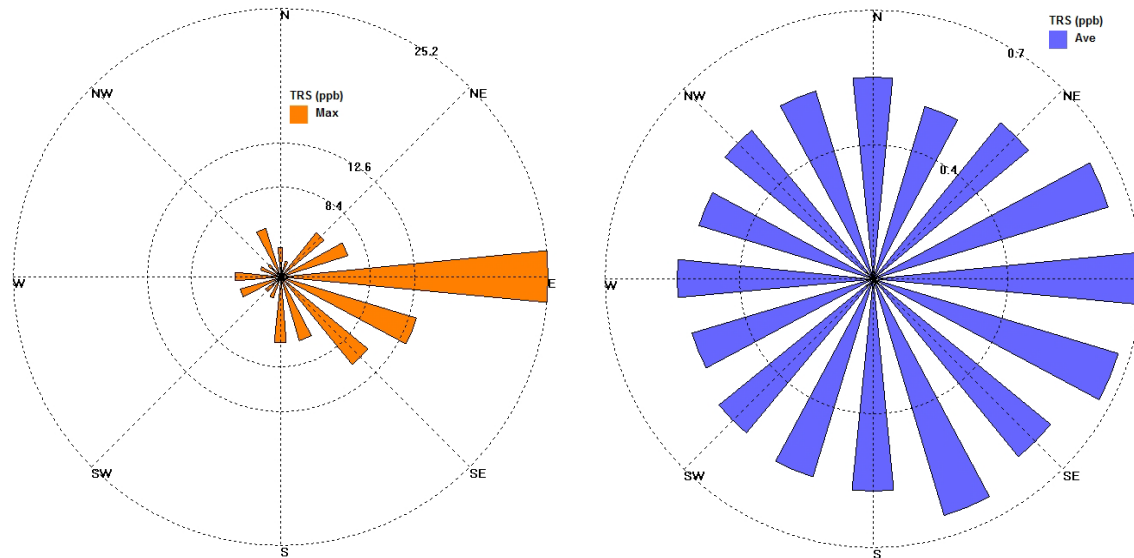 N
25.2
NW
NE
TRS (ppb)
Max
12.6
8.4
W
E
SW
SE
S
N
TRS (ppb)
Ave
0.7
NW
NE
0.4
W
SW
SE
S